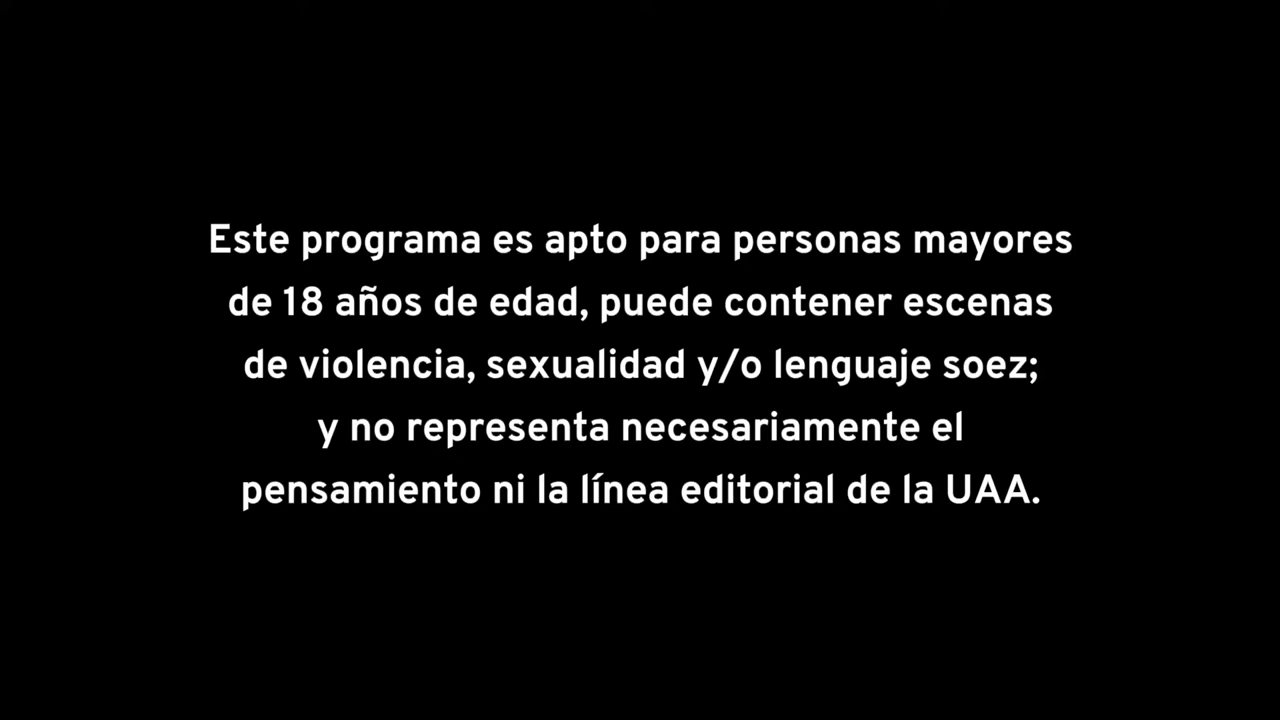 Este programa es apto para personas mayores
de 18 años de edad, puede contener escenas
de violencia, sexualidad y/o lenguaje soez;
y no representa necesariamente el
pensamiento ni la línea editorial de la UAA.